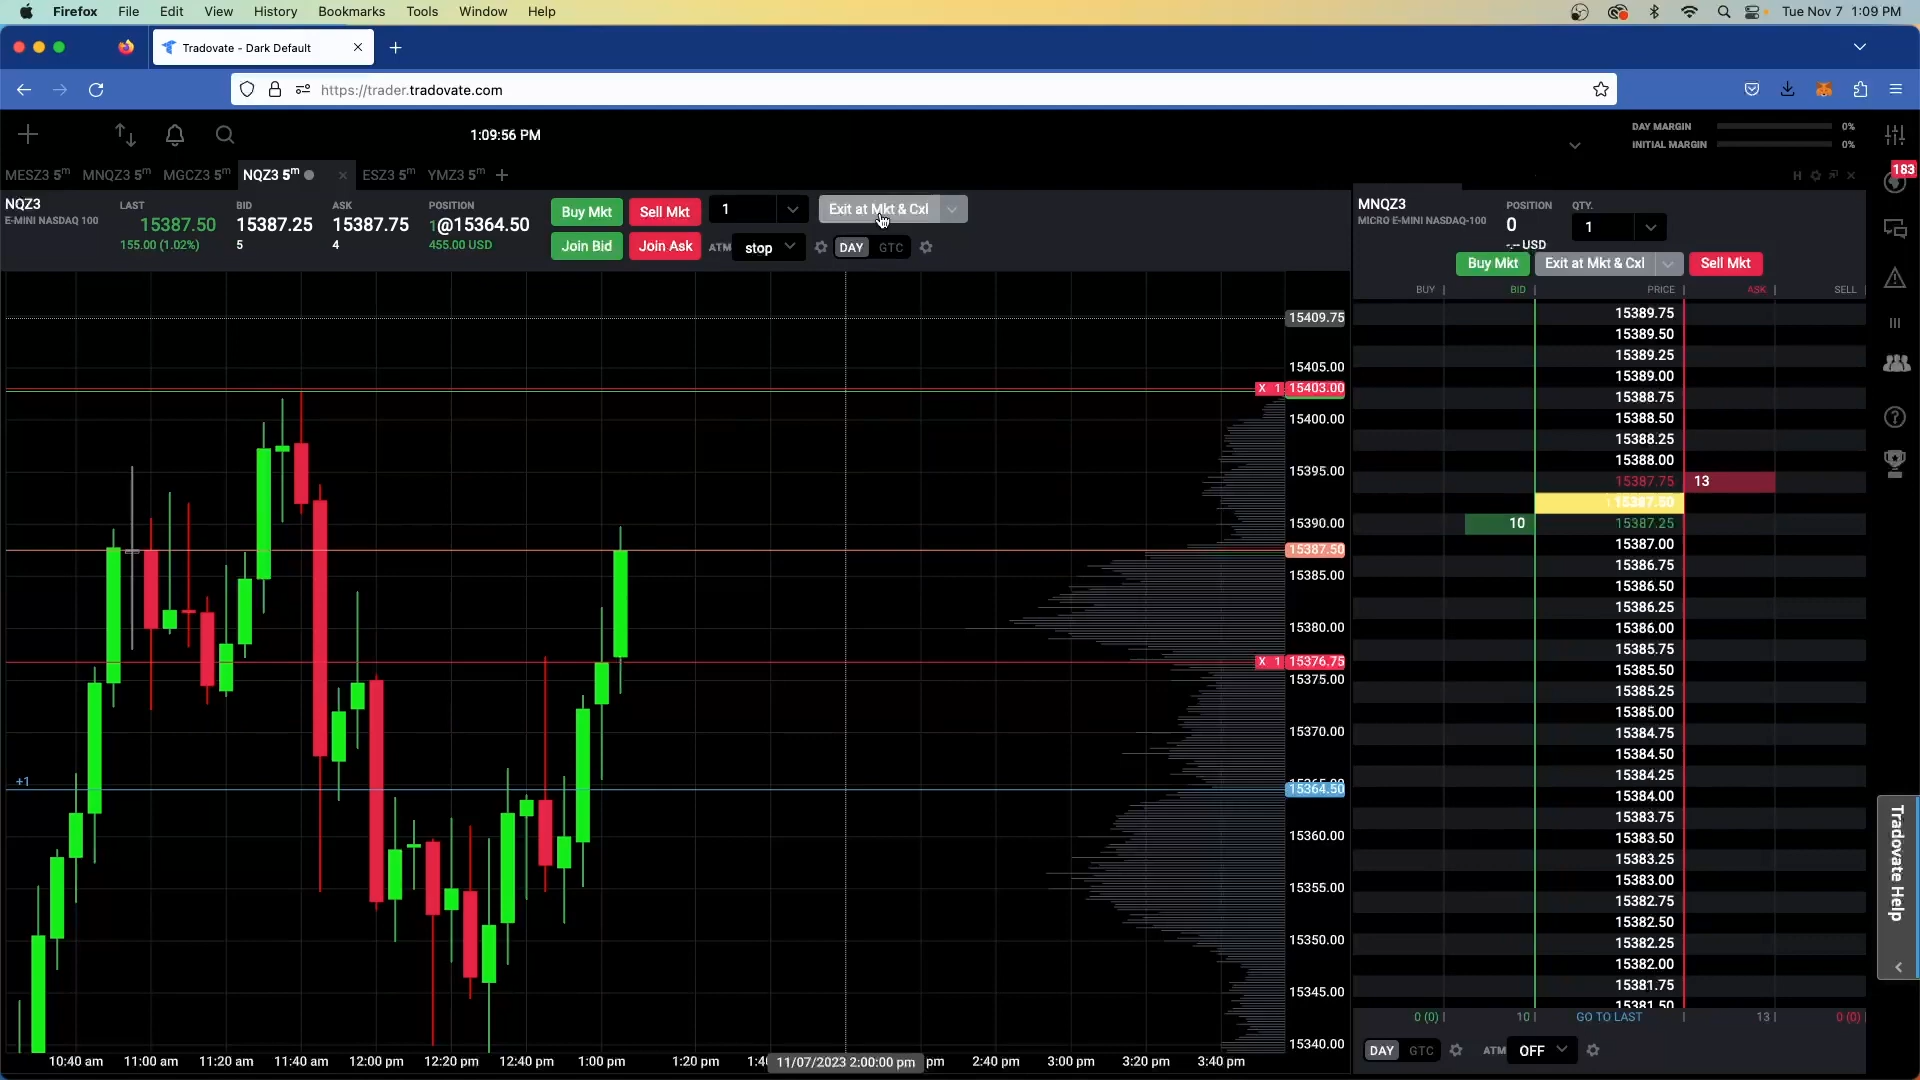 Firefox File Edit View History Bookmarks Tools Window Help
Tue Nov 7 1:09 PM
Tradovate - Dark Default
https://trader.tradovate.com
1:09:56 PM
DAY MARGIN 0%
INITIAL MARGIN 0%
183
MESZ3 5m MNQZ3 5m MGCZ3 5m NQZ3 5m ESZ3 5m YMZ3 5m
NQZ3
E-MINI NASDAQ 100
LAST
15387.50
155.00 (1.02%)
BID
15387.25
5
ASK
15387.75
4
POSITION
1@15364.50
455.00 USD
Buy Mkt Sell Mkt 1 Exit at Mkt & Cxl
Join Bid Join Ask ATM stop DAY GTC
15409.75
15405.00
X 1 15403.00
15400.00
15395.00
15390.00
15387.50
15385.00
15380.00
X 1 15376.75
15375.00
15370.00
+1
15364.50
15360.00
15355.00
15350.00
15345.00
15340.00
10:40 am 11:00 am 11:20 am 11:40 am 12:00 pm 12:20 pm 12:40 pm 1:00 pm 1:20 pm 1:4 11/07/2023 2:00:00 pm pm 2:40 pm 3:00 pm 3:20 pm 3:40 pm
MNQZ3
MICRO E-MINI NASDAQ-100
POSITION
0
-.-- USD
QTY.
1
Buy Mkt Exit at Mkt & Cxl Sell Mkt
BUY BID PRICE ASK SELL
15389.75
15389.50
15389.25
15389.00
15388.75
15388.50
15388.25
15388.00
15387.75 13
15387.50
10 15387.25
15387.00
15386.75
15386.50
15386.25
15386.00
15385.75
15385.50
15385.25
15385.00
15384.75
15384.50
15384.25
15384.00
15383.75
15383.50
15383.25
15383.00
15382.75
15382.50
15382.25
15382.00
15381.75
15381.50
0 (0) 10 GO TO LAST 13 0 (0)
DAY GTC ATM OFF
Tradovate Help